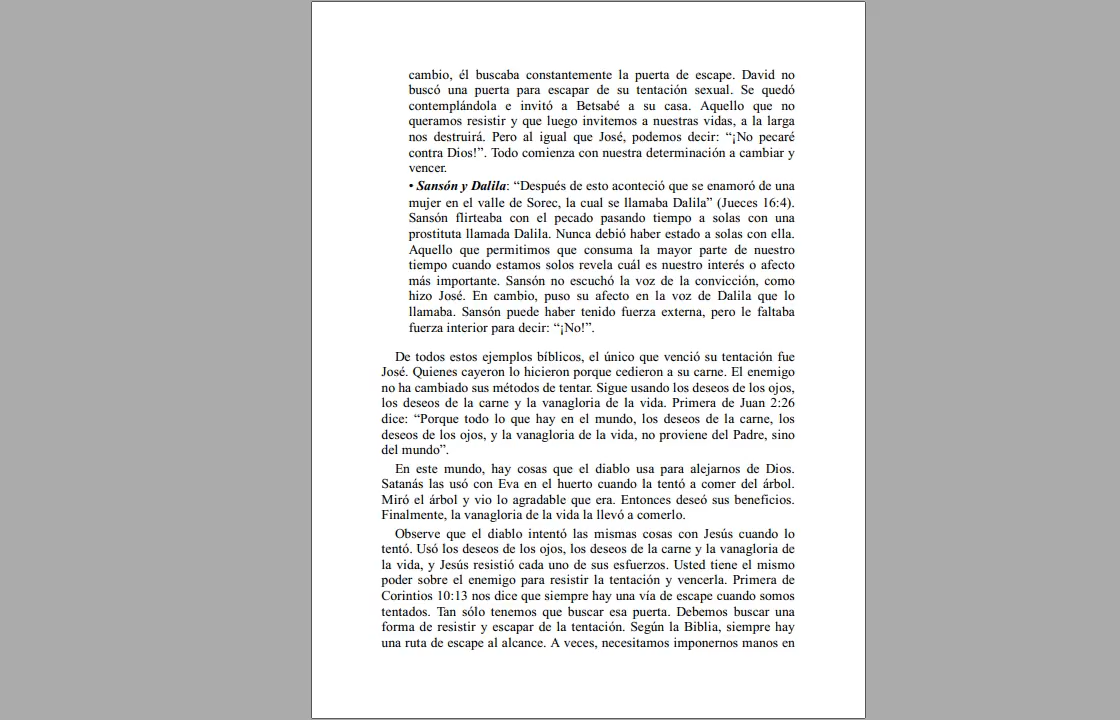 cambio, él buscaba constantemente la puerta de escape. David no
buscó una puerta para escapar de su tentación sexual. Se quedó
contemplándola e invitó a Betsabé a su casa. Aquello que no
queramos resistir y que luego invitemos a nuestras vidas, a la larga
nos destruirá. Pero al igual que José, podemos decir: “¡No pecaré
contra Dios!”. Todo comienza con nuestra determinación a cambiar y
vencer.
• Sansón y Dalila: “Después de esto aconteció que se enamoró de una
mujer en el valle de Sorec, la cual se llamaba Dalila” (Jueces 16:4).
Sansón flirteaba con el pecado pasando tiempo a solas con una
prostituta llamada Dalila. Nunca debió haber estado a solas con ella.
Aquello que permitimos que consuma la mayor parte de nuestro
tiempo cuando estamos solos revela cuál es nuestro interés o afecto
más importante. Sansón no escuchó la voz de la convicción, como
hizo José. En cambio, puso su afecto en la voz de Dalila que lo
llamaba. Sansón puede haber tenido fuerza externa, pero le faltaba
fuerza interior para decir: “¡No!”.
De todos estos ejemplos bíblicos, el único que venció su tentación fue
José. Quienes cayeron lo hicieron porque cedieron a su carne. El enemigo
no ha cambiado sus métodos de tentar. Sigue usando los deseos de los ojos,
los deseos de la carne y la vanagloria de la vida. Primera de Juan 2:26
dice: “Porque todo lo que hay en el mundo, los deseos de la carne, los
deseos de los ojos, y la vanagloria de la vida, no proviene del Padre, sino
del mundo”.
En este mundo, hay cosas que el diablo usa para alejarnos de Dios.
Satanás las usó con Eva en el huerto cuando la tentó a comer del árbol.
Miró el árbol y vio lo agradable que era. Entonces deseó sus beneficios.
Finalmente, la vanagloria de la vida la llevó a comerlo.
Observe que el diablo intentó las mismas cosas con Jesús cuando lo
tentó. Usó los deseos de los ojos, los deseos de la carne y la vanagloria de
la vida, y Jesús resistió cada uno de sus esfuerzos. Usted tiene el mismo
poder sobre el enemigo para resistir la tentación y vencerla. Primera de
Corintios 10:13 nos dice que siempre hay una vía de escape cuando somos
tentados. Tan sólo tenemos que buscar esa puerta. Debemos buscar una
forma de resistir y escapar de la tentación. Según la Biblia, siempre hay
una ruta de escape al alcance. A veces, necesitamos imponernos manos en